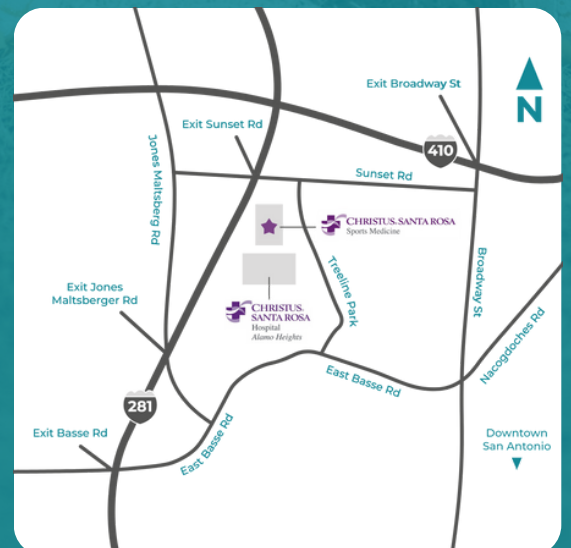 Exit Broadway St
N
Exit Sunset Rd
410
Jones Maltsberg Rd
Sunset Rd
CHRISTUS. SANTA ROSA
Sports Medicine
Treeline Park
Broadway St
Exit Jones
Maltsberger Rd
CHRISTUS.
SANTA ROSA
Hospital
Alamo Heights
Nacogdoches Rd
East Basse Rd
281
Exit Basse Rd
East Basse Rd
Downtown
San Antonio